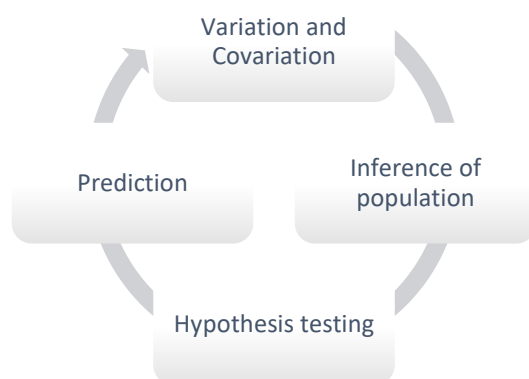 Variation and
Covariation
Inference of
population
Hypothesis testing
Prediction